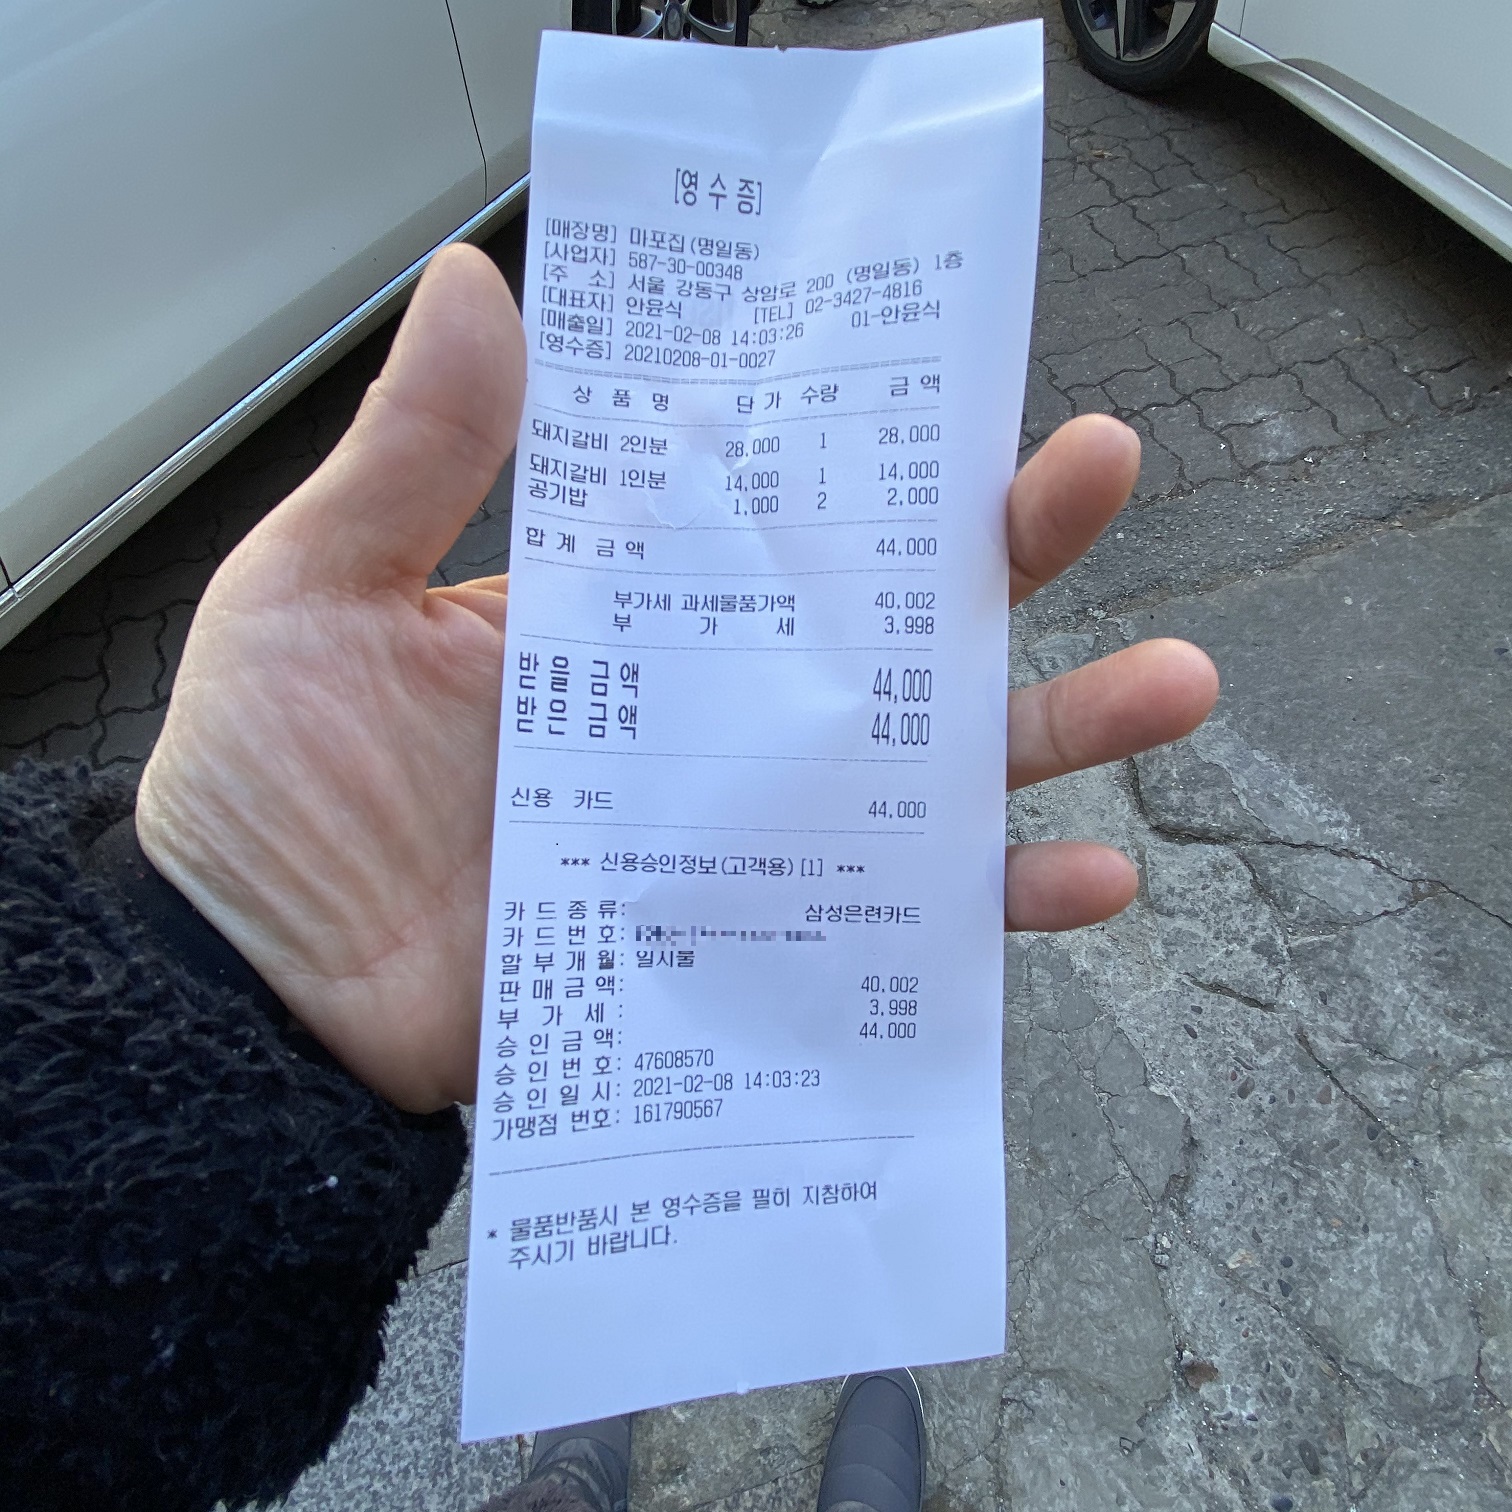 [영수증]
[매장명] 마포집(명일동)
[사업자] 587-30-00348
[주 소] 서울 강동구 상암로 200 (명일동) 1층
[대표자] 안윤식 [TEL] 02-3427-4816
[매출일] 2021-02-08 14:03:26 01-안윤식
[영수증] 20210208-01-0027
상 품 명 단 가 수량 금 액
돼지갈비 2인분 28,000 1 28,000
돼지갈비 1인분 14,000 1 14,000
공기밥 1,000 2 2,000
합 계 금 액 44,000
부가세 과세물품가액 40,002
부 가 세 3,998
받 을 금 액 44,000
받 은 금 액 44,000
신용 카드 44,000
*** 신용승인정보(고객용)[1] ***
카 드 종 류: 삼성은련카드
카 드 번 호:
할 부 개 월: 일시불
판 매 금 액: 40,002
부 가 세 : 3,998
승 인 금 액: 44,000
승 인 번 호: 47608570
승 인 일 시: 2021-02-08 14:03:23
가맹점 번호: 161790567
* 물품반품시 본 영수증을 필히 지참하여
주시기 바랍니다.